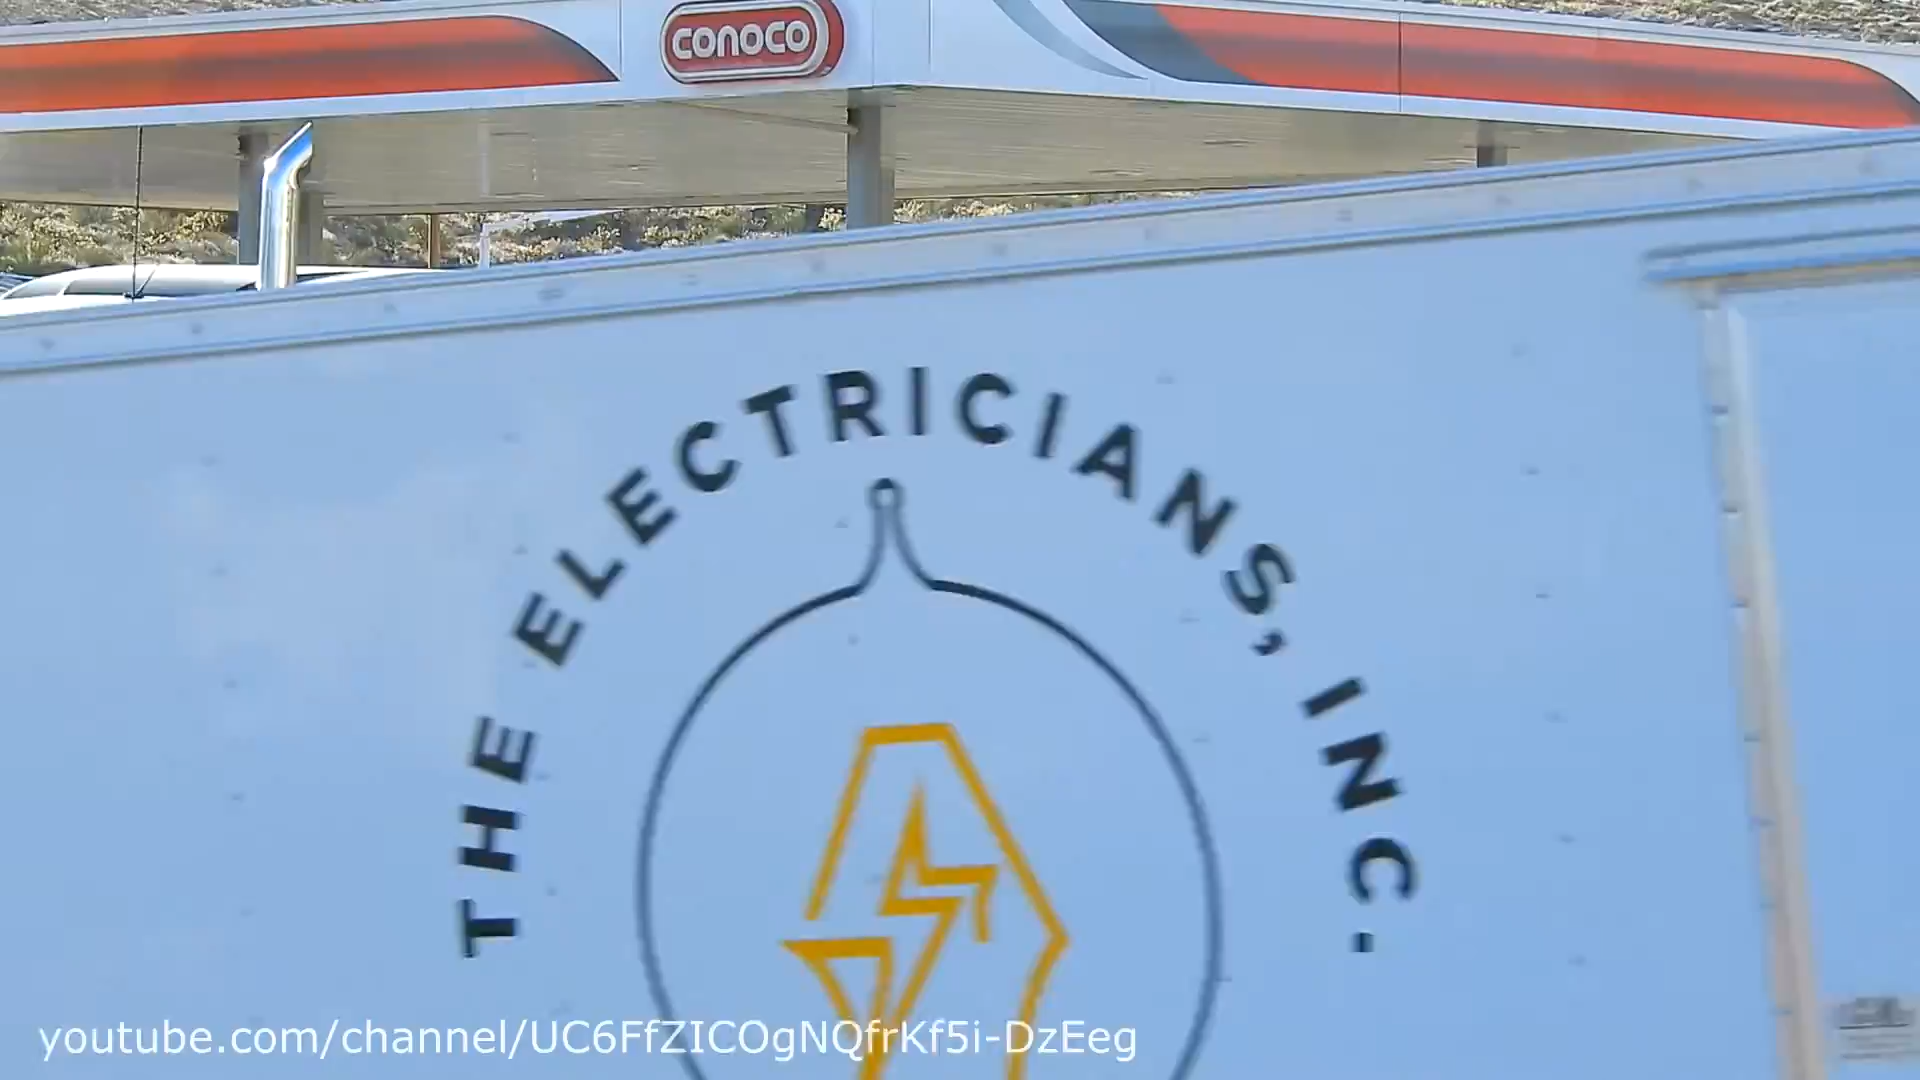 CONOCO
THE ELECTRICIANS, INC.
youtube.com/channel/UC6FfZICOgNQfrKf5i-DzEeg